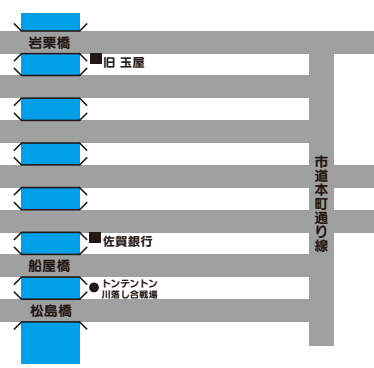 岩栗橋
旧 玉屋
市道本町通り線
佐賀銀行
船屋橋
トンテントン
川落し合戦場
松島橋